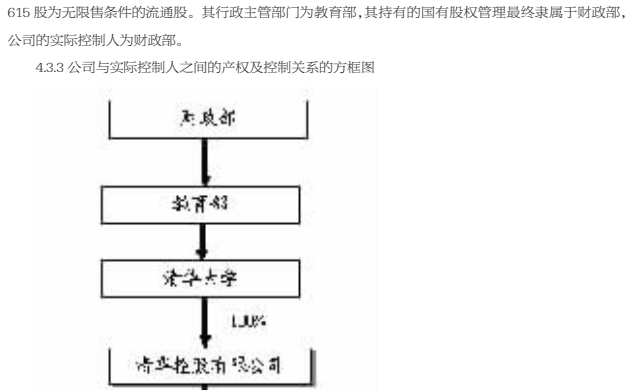 615 股为无限售条件的流通股。其行政主管部门为教育部,其持有的国有股权管理最终隶属于财政部,
公司的实际控制人为财政部。
4.3.3 公司与实际控制人之间的产权及控制关系的方框图
财政部
教育部
清华大学
100%
清华控股有限公司